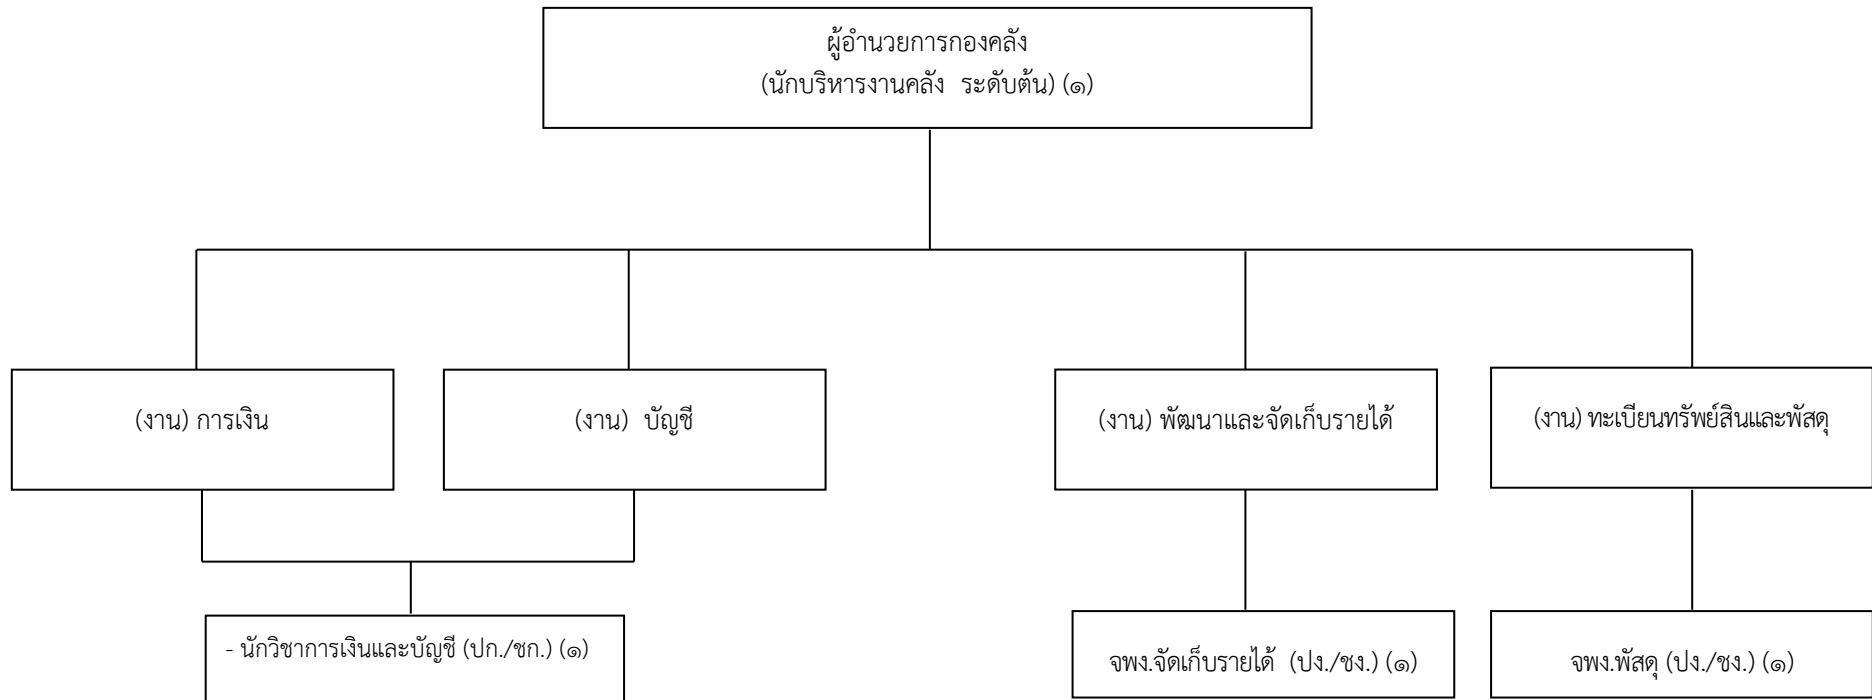 ผู้อำนวยการกองคลัง
(นักบริหารงานคลัง ระดับต้น) (๑)
(งาน) การเงิน
(งาน) บัญชี
(งาน) พัฒนาและจัดเก็บรายได้
(งาน) ทะเบียนทรัพย์สินและพัสดุ
- นักวิชาการเงินและบัญชี (ปก./ชก.) (๑)
จพง.จัดเก็บรายได้ (ปง./ชง.) (๑)
จพง.พัสดุ (ปง./ชง.) (๑)